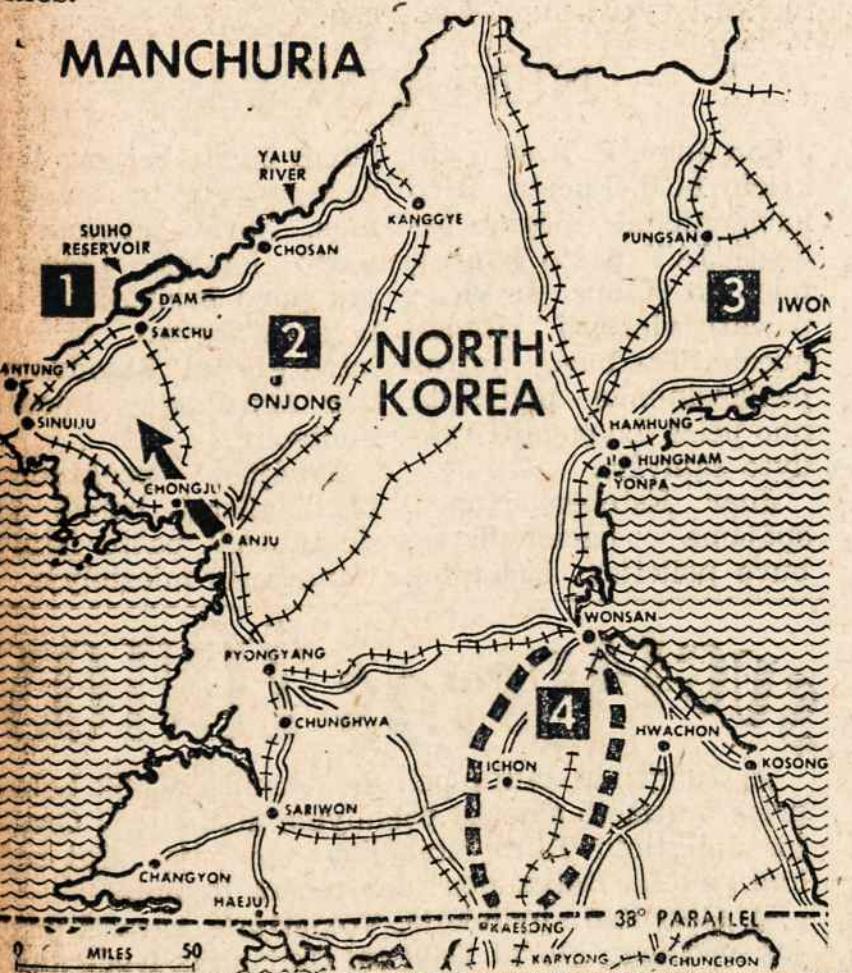 MANCHURIA
YALU
RIVER
KANGGYE
SUIHO
RESERVOIR
CHOSAN
PUNGSAN
1
DAM
3
IWON
SAKCHU
2
NORTH
KOREA
ANTUNG
ONJONG
SINUIJU
HAMHUNG
HUNGNAM
YONPA
CHONGJU
ANJU
WONSAN
PYONGYANG
4
CHUNGHWA
HWACHON
ICHON
KOSONG
SARIWON
CHANGYON
HAEJU
38° PARALLEL
KAESONG
0 MILES 50
KAPYONG
CHUNCHON